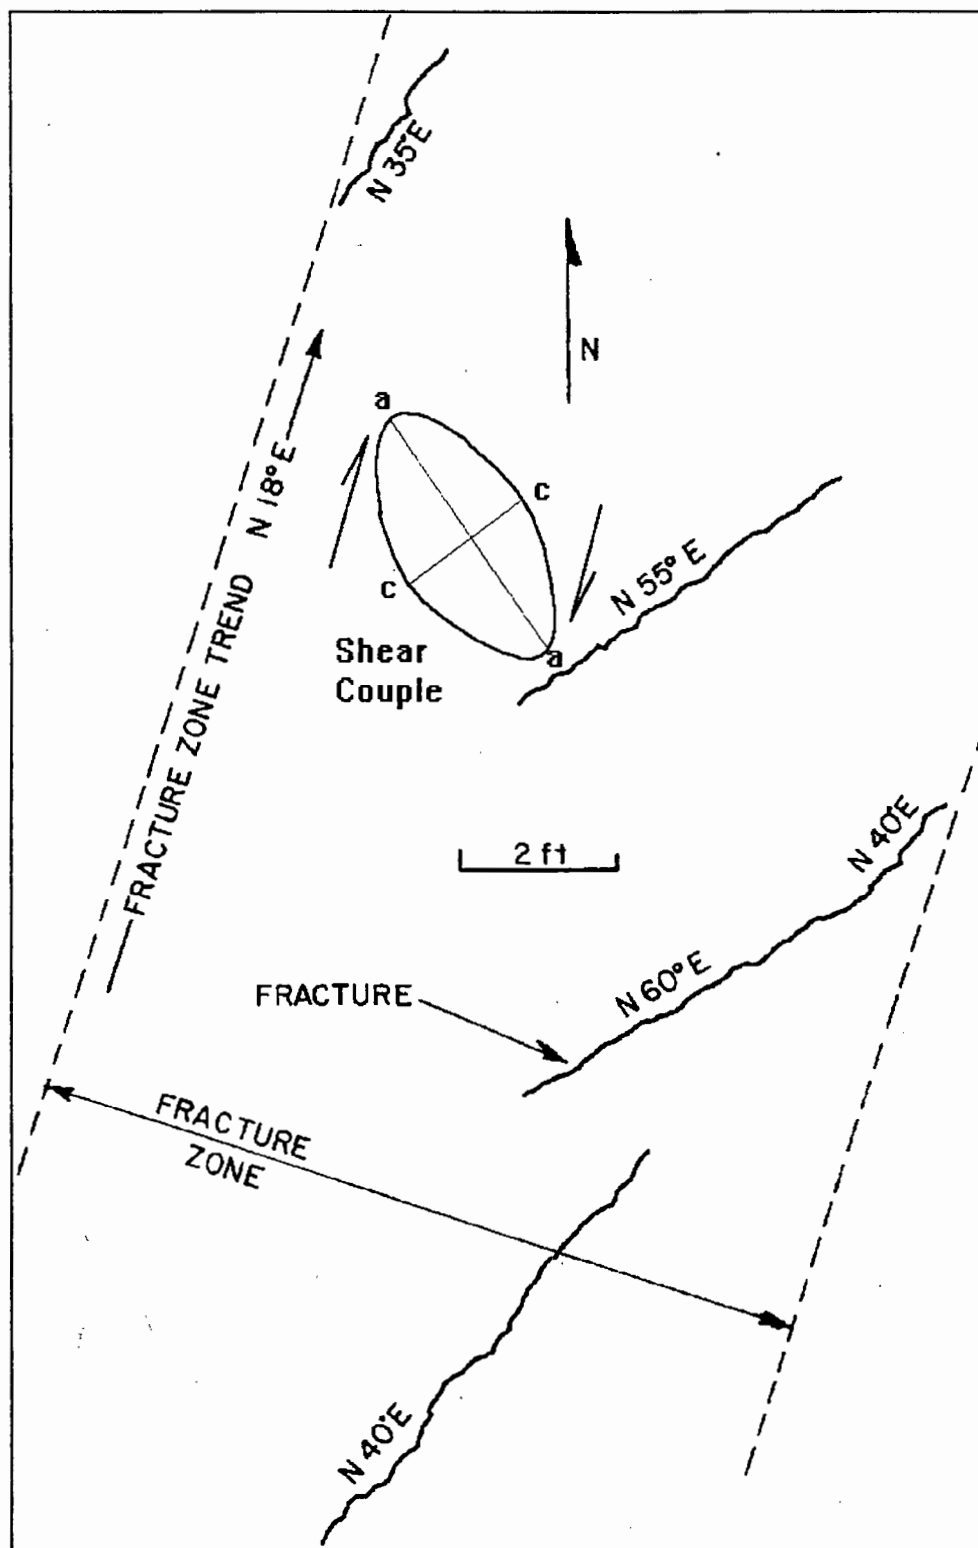 N 35°E
N
a
c
FRACTURE ZONE TREND N 18°E
N 55° E
c
a
Shear
Couple
2 ft
N 40°E
N 60°E
FRACTURE
FRACTURE
ZONE
N 40°E